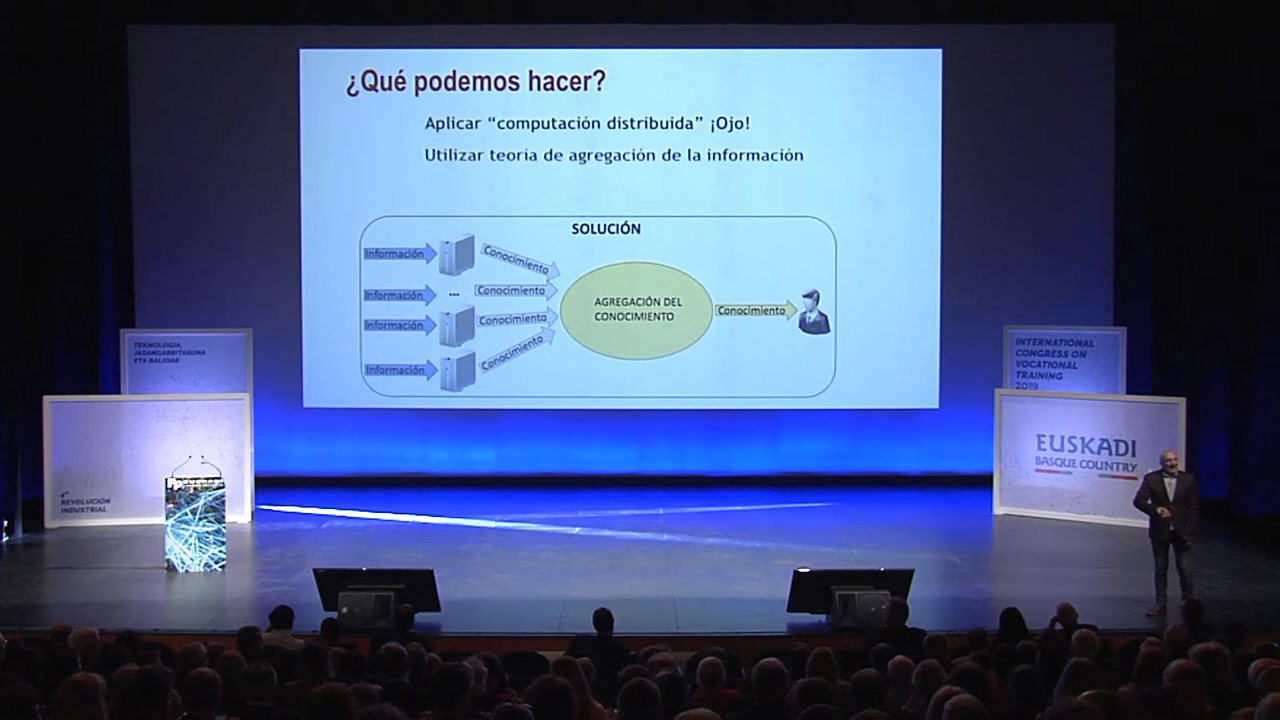 ¿Qué podemos hacer?
Aplicar “computación distribuida” ¡Ojo!
Utilizar teoría de agregación de la información
SOLUCIÓN
Información
Conocimiento
Información
...
Conocimiento
Información
Conocimiento
Información
Conocimiento
AGREGACIÓN DEL
CONOCIMIENTO
Conocimiento
TEKNOLOGIA,
JASANGARRITASUNA
ETA BALIOAK
4ª
REVOLUCIÓN
INDUSTRIAL
INTERNATIONAL
CONGRESS ON
VOCATIONAL
TRAINING
2019
EUSKADI
BASQUE COUNTRY